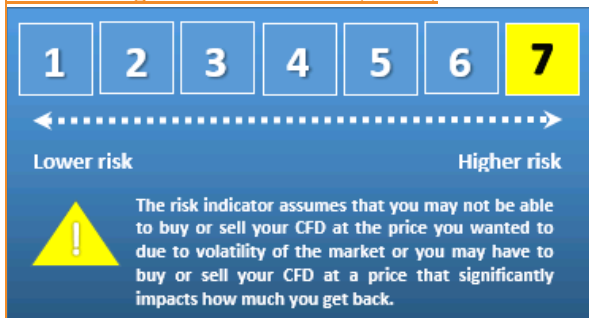 1 2 3 4 5 6 7
Lower risk Higher risk
!
The risk indicator assumes that you may not be able
to buy or sell your CFD at the price you wanted to
due to volatility of the market or you may have to
buy or sell your CFD at a price that significantly
impacts how much you get back.